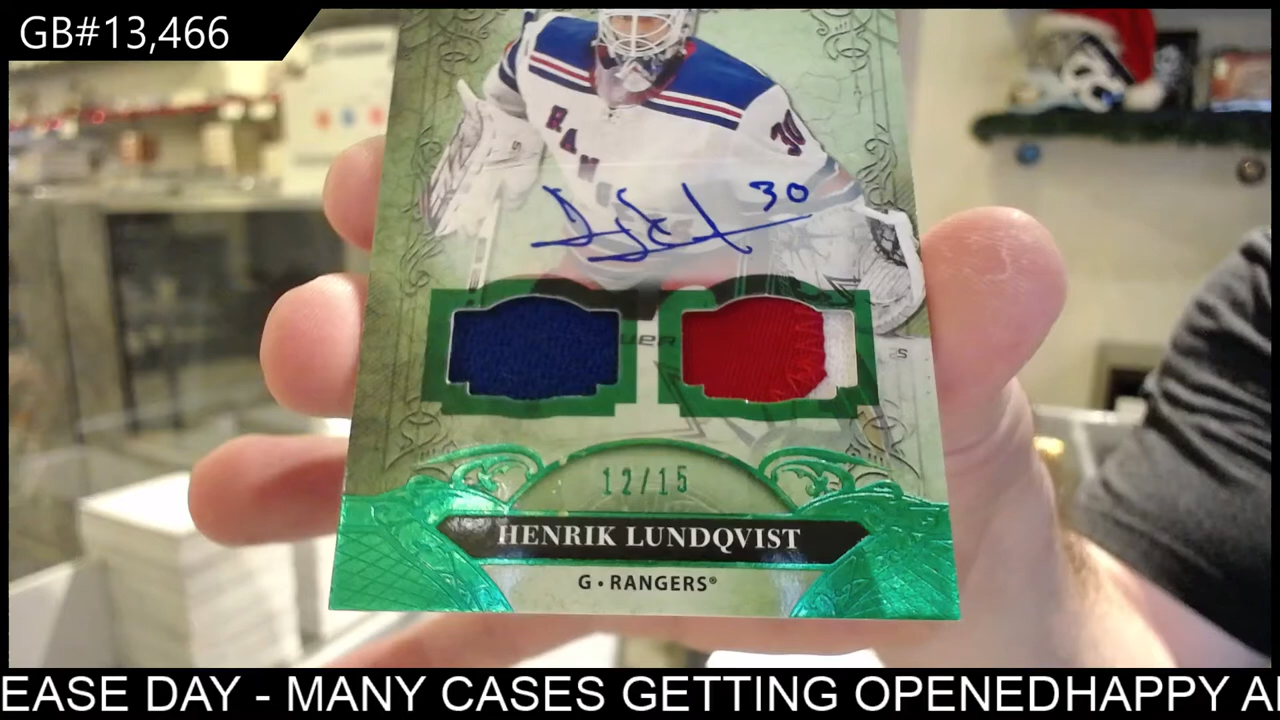 GB#13,466
RAN
30
30
12/15
HENRIK LUNDQVIST
G • RANGERS®
EASE DAY - MANY CASES GETTING OPENEDHAPPY A